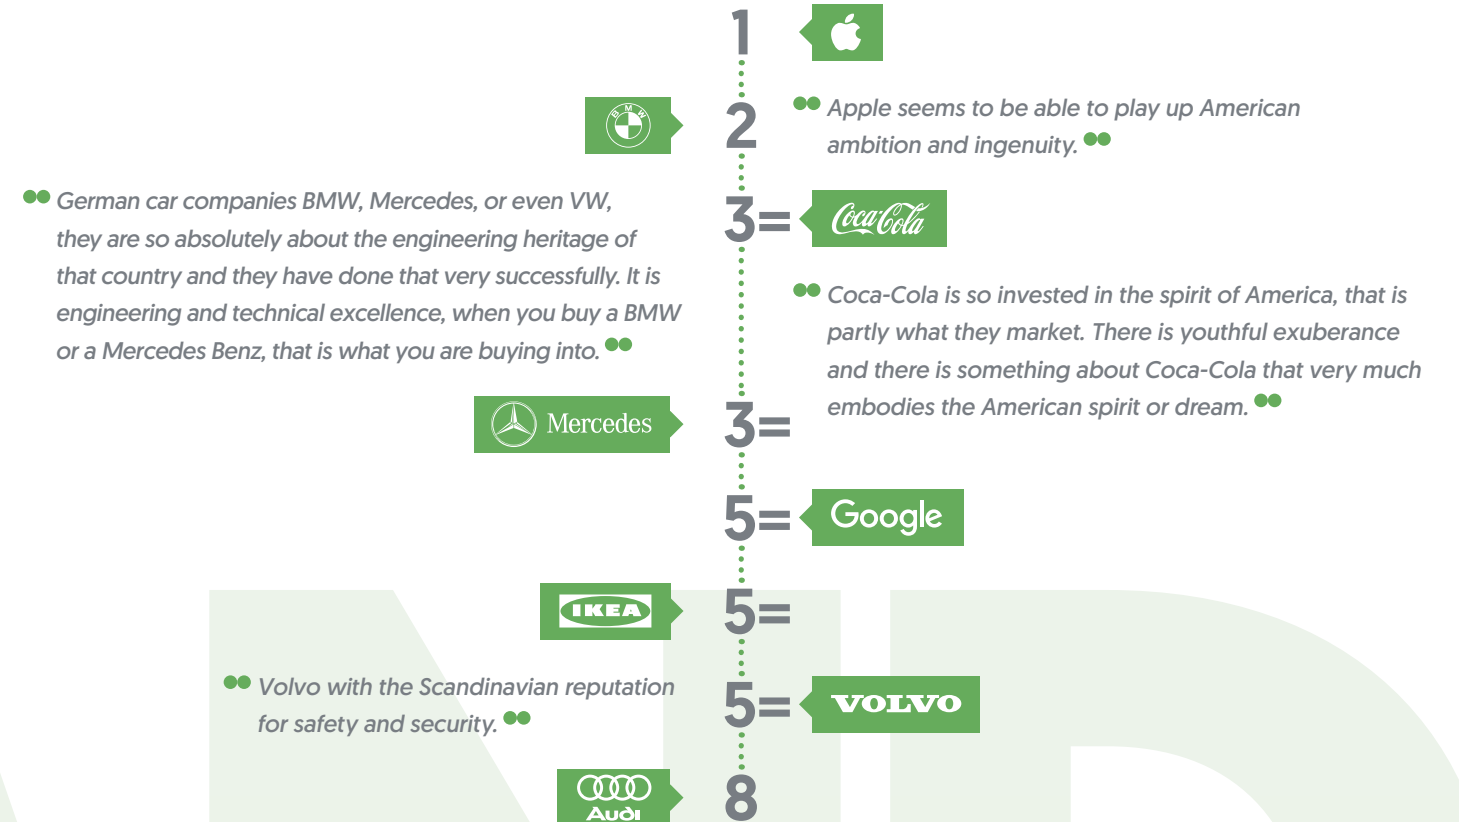 1
BMW
2
Apple seems to be able to play up American
ambition and ingenuity.
German car companies BMW, Mercedes, or even VW,
they are so absolutely about the engineering heritage of
that country and they have done that very successfully. It is
engineering and technical excellence, when you buy a BMW
or a Mercedes Benz, that is what you are buying into.
3=
Coca-Cola
Coca-Cola is so invested in the spirit of America, that is
partly what they market. There is youthful exuberance
and there is something about Coca-Cola that very much
embodies the American spirit or dream.
Mercedes
3=
5=
Google
IKEA
5=
Volvo with the Scandinavian reputation
for safety and security.
5=
VOLVO
Audi
8